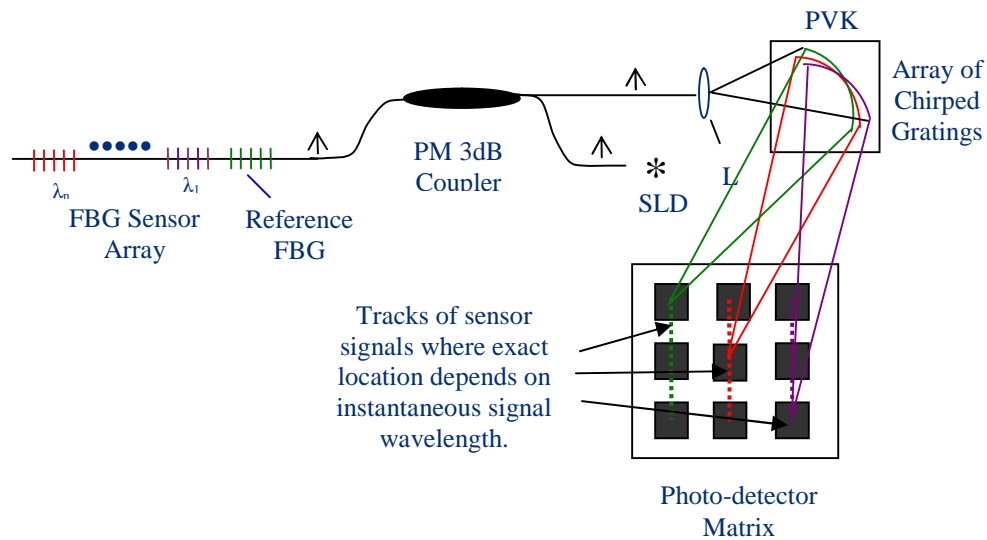 PVK
Array of
Chirped
Gratings
PM 3dB
Coupler
L
* SLD
λn
λ1
FBG Sensor
Array
Reference
FBG
Tracks of sensor
signals where exact
location depends on
instantaneous signal
wavelength.
Photo-detector
Matrix